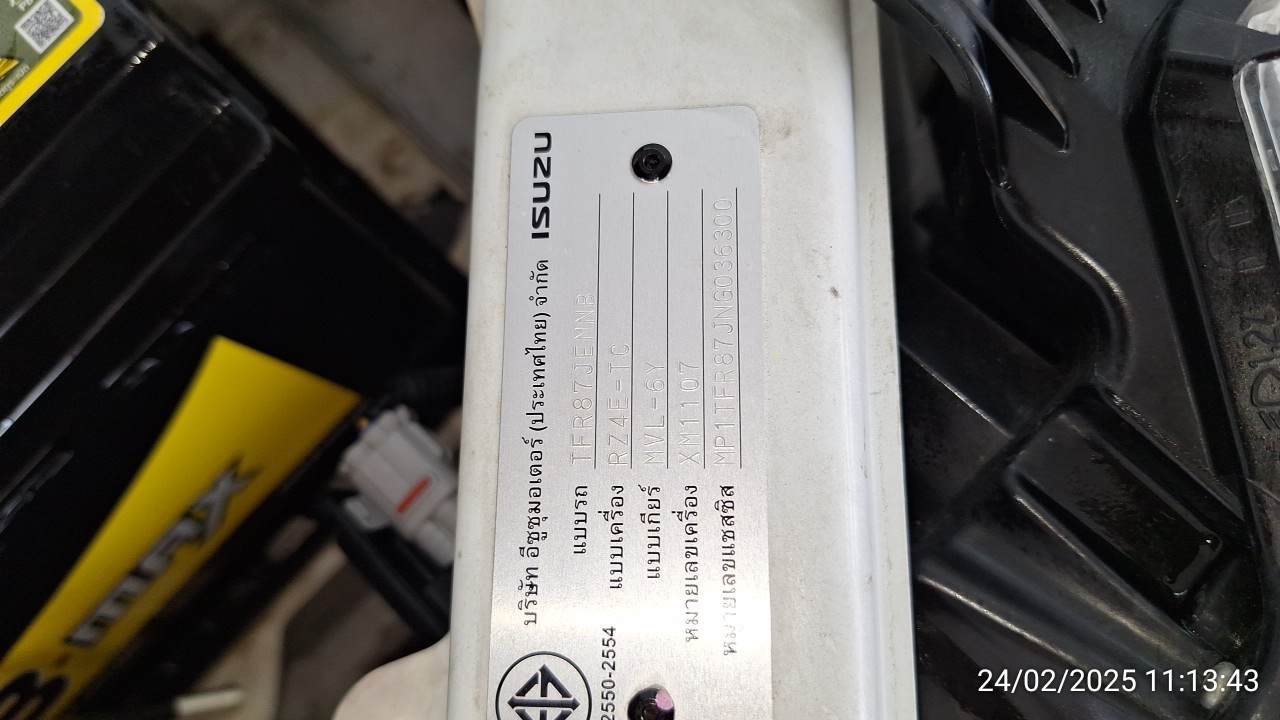 บริษัท อีซูซุมอเตอร์ (ประเทศไทย) จำกัด ISUZU
แบบรถ TFR87JEMNB
แบบเครื่อง RZ4E-TC
แบบเกียร์ MVL-6Y
หมายเลขเครื่อง XM1107
หมายเลขแชสซิส MP1TFR87JNG036300
2550-2554
24/02/2025 11:13:43